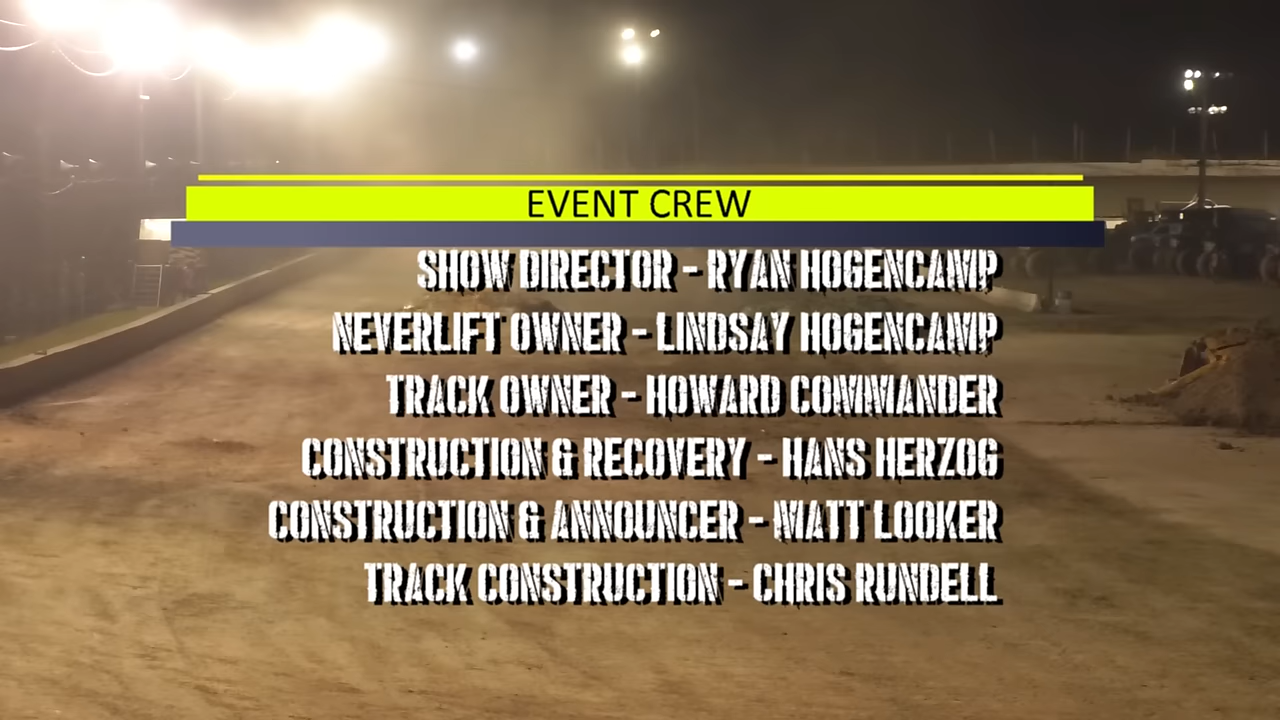 EVENT CREW
SHOW DIRECTOR - RYAN HOGENCAMP
NEVERLIFT OWNER - LINDSAY HOGENCAMP
TRACK OWNER - HOWARD COMMANDER
CONSTRUCTION & RECOVERY - HANS HERZOG
CONSTRUCTION & ANNOUNCER - MATT LOOKER
TRACK CONSTRUCTION - CHRIS RUNDELL